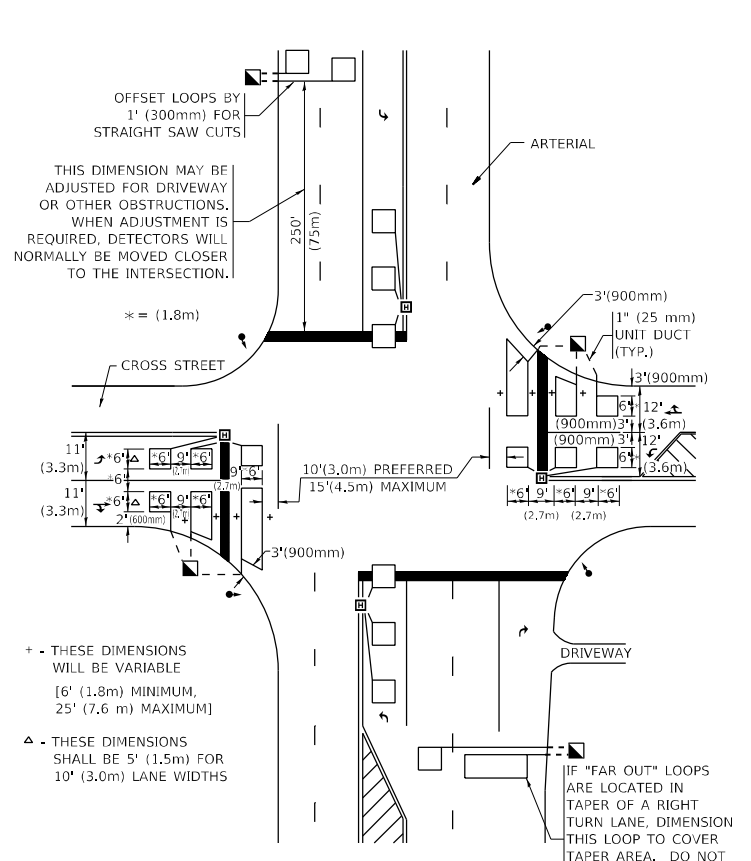 OFFSET LOOPS BY
1' (300mm) FOR
STRAIGHT SAW CUTS
ARTERIAL
THIS DIMENSION MAY BE
ADJUSTED FOR DRIVEWAY
OR OTHER OBSTRUCTIONS.
WHEN ADJUSTMENT IS
REQUIRED, DETECTORS WILL
NORMALLY BE MOVED CLOSER
TO THE INTERSECTION.
250'
(75m)
* = (1.8m)
H
3'(900mm)
1" (25 mm)
UNIT DUCT
(TYP.)
CROSS STREET
3'(900mm)
6'* 12'
(3.6m)
(900mm)3'
(900mm) 3'
12'
6'*
(3.6m)
H
*6' 9' *6' 9' *6'
(2.7m) (2.7m)
H
11'
(3.3m)
*6' Δ
*6' 9' *6'
(2.7m)
9' *6'
(2.7m)
*6'
11'
(3.3m)
*6' Δ
*6' 9' *6'
(2.7m)
2' (600mm)
10'(3.0m) PREFERRED
15'(4.5m) MAXIMUM
3'(900mm)
H
+ - THESE DIMENSIONS
WILL BE VARIABLE
[6' (1.8m) MINIMUM,
25' (7.6 m) MAXIMUM]
Δ - THESE DIMENSIONS
SHALL BE 5' (1.5m) FOR
10' (3.0m) LANE WIDTHS
DRIVEWAY
IF "FAR OUT" LOOPS
ARE LOCATED IN
TAPER OF A RIGHT
TURN LANE, DIMENSION
THIS LOOP TO COVER
TAPER AREA. DO NOT